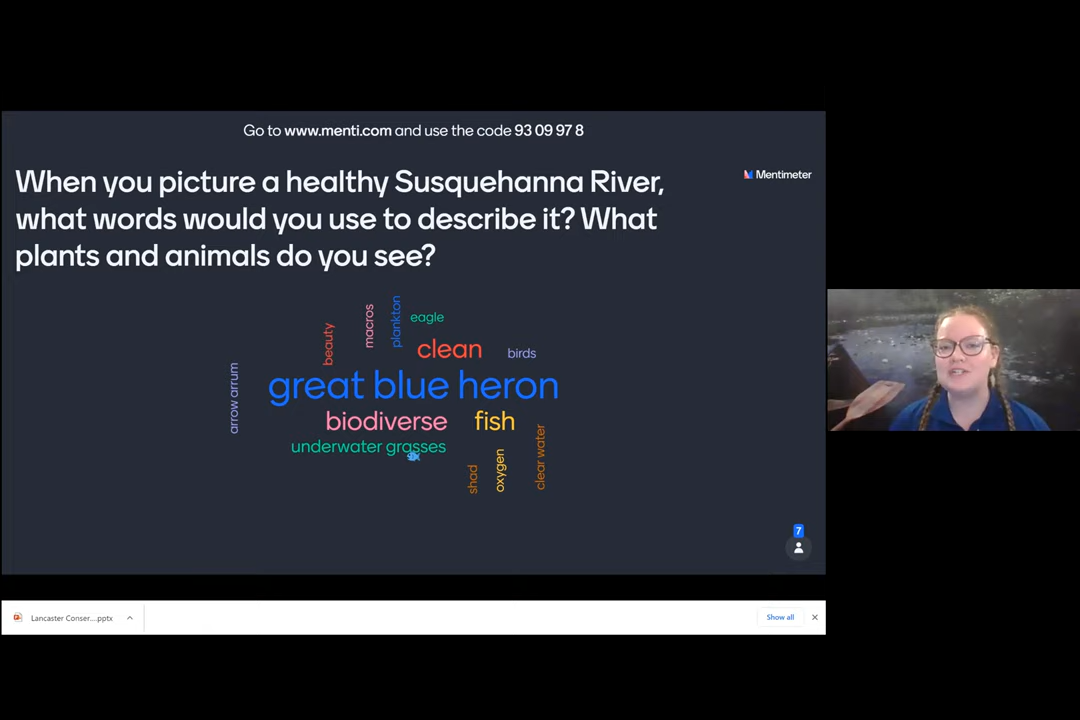 Go to www.menti.com and use the code 93 09 97 8
When you picture a healthy Susquehanna River,
what words would you use to describe it? What
plants and animals do you see?
Mentimeter
beauty
macros
plankton
eagle
clean
birds
arrow arrum
great blue heron
biodiverse
fish
underwater grasses
shad
oxygen
clear water
7
Lancaster Conser....pptx
Show all